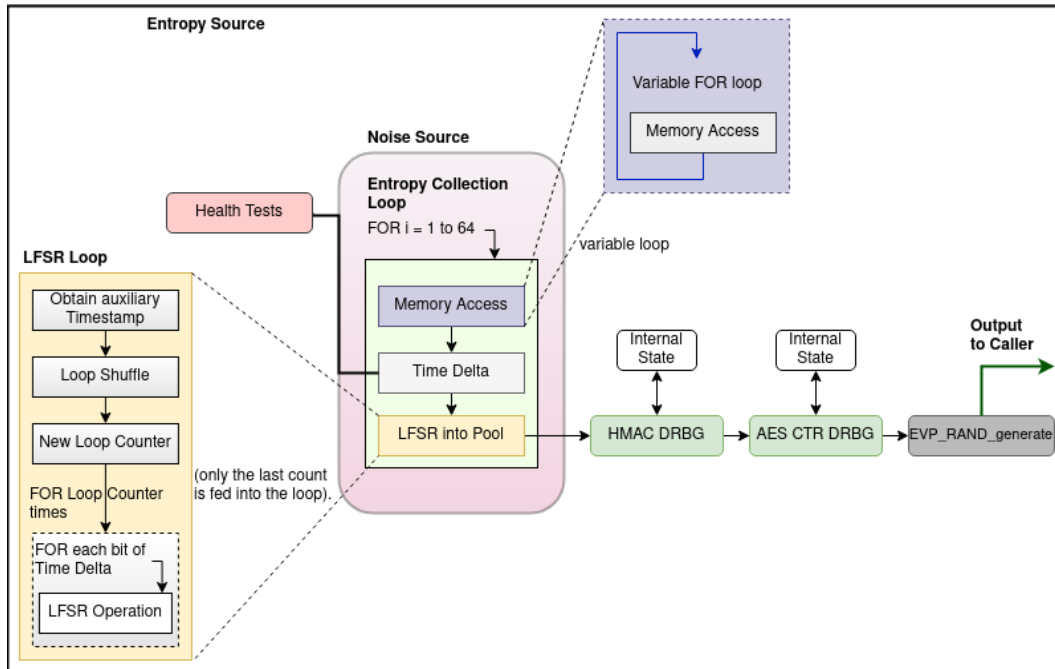 Entropy Source
Variable FOR loop
Memory Access
Noise Source
Entropy Collection
Loop
FOR i = 1 to 64
Health Tests
variable loop
LFSR Loop
Obtain auxiliary
Timestamp
Loop Shuffle
New Loop Counter
FOR Loop Counter
times
FOR each bit of
Time Delta
LFSR Operation
(only the last count
is fed into the loop).
Memory Access
Time Delta
LFSR into Pool
Internal
State
HMAC DRBG
Internal
State
AES CTR DRBG
Output
to Caller
EVP_RAND_generate